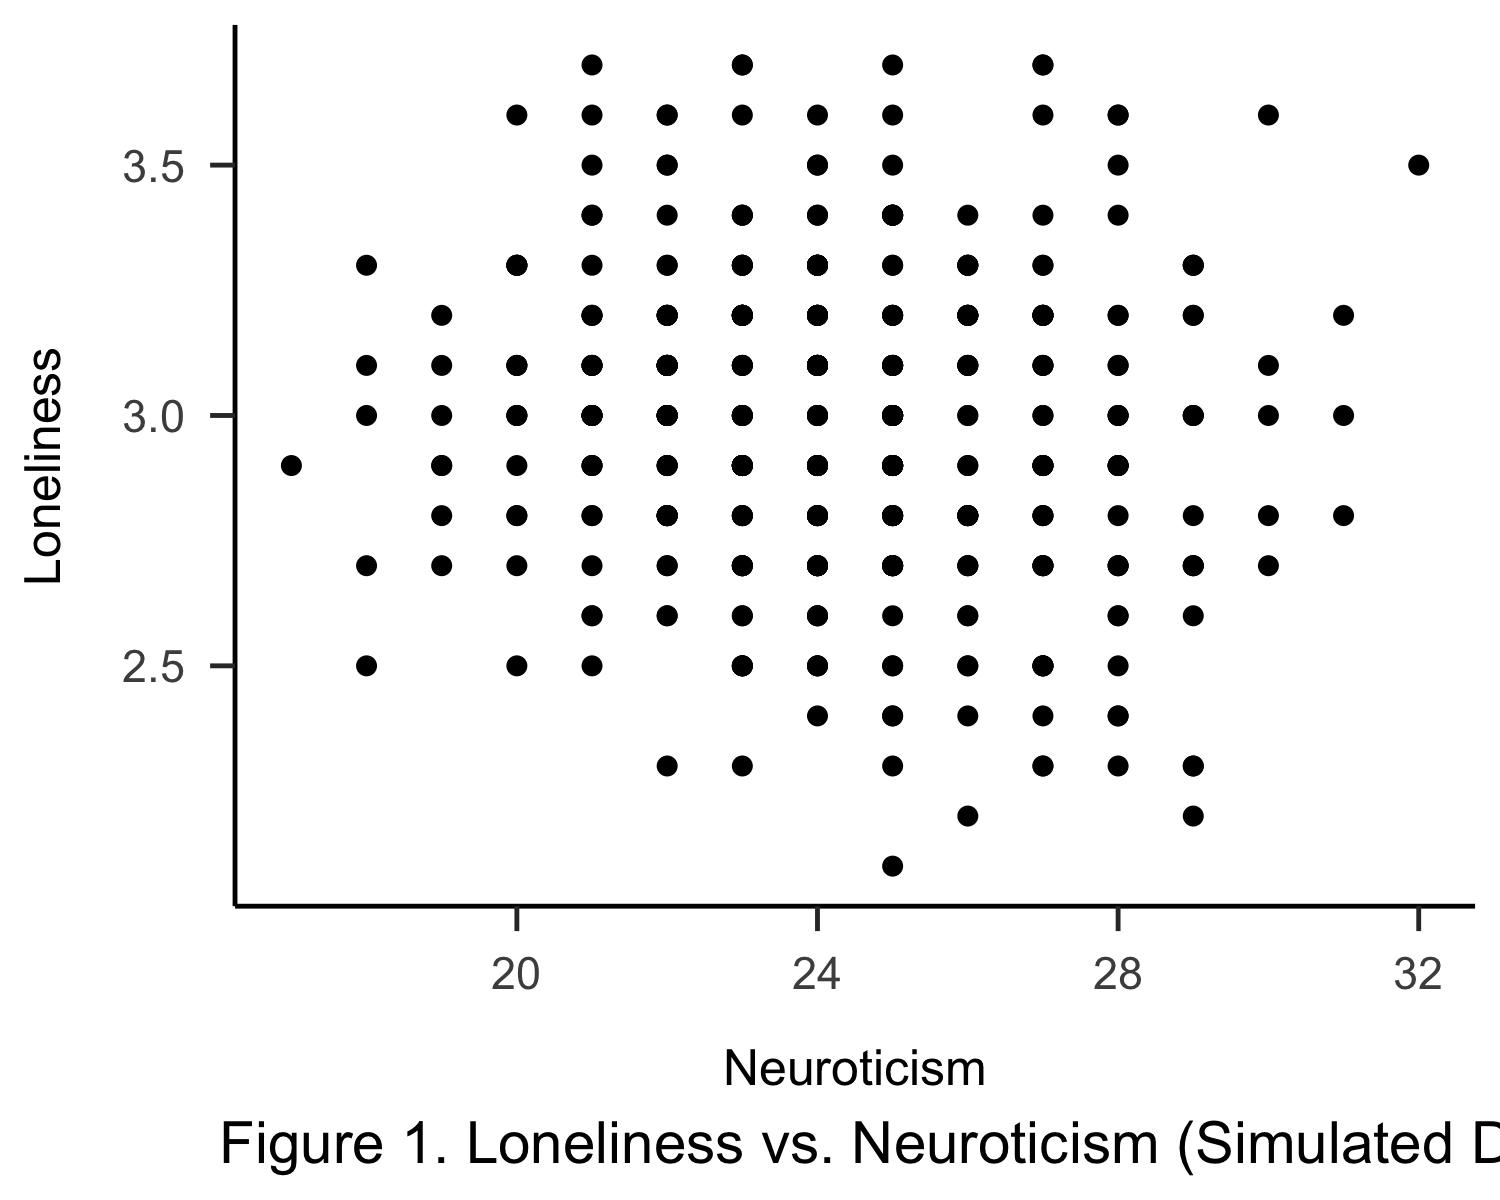 3.5
3.0
2.5
Loneliness
20 24 28 32
Neuroticism
Figure 1. Loneliness vs. Neuroticism (Simulated